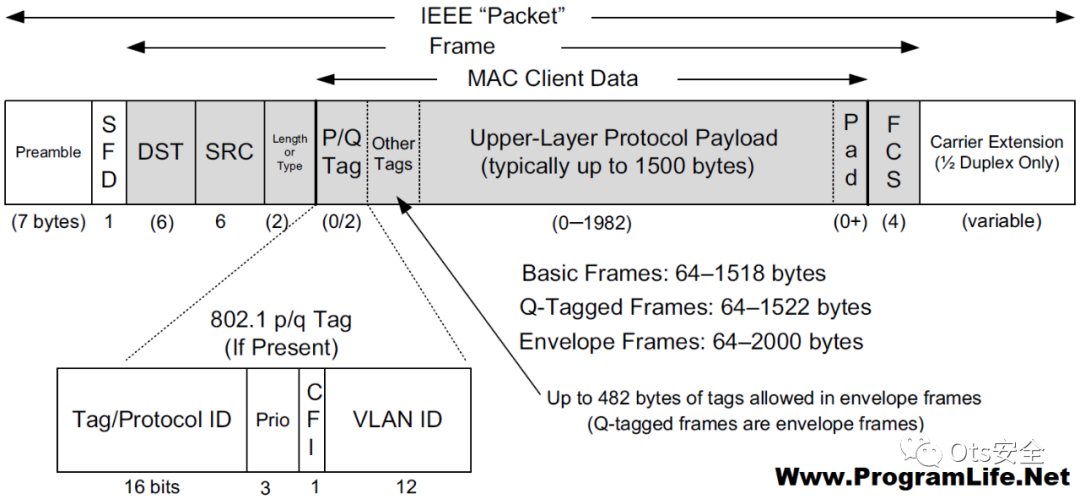 IEEE “Packet”
Frame
MAC Client Data
Preamble
S
F
D
DST
SRC
Length
or
Type
P/Q
Tag
Other
Tags
Upper-Layer Protocol Payload
(typically up to 1500 bytes)
P
a
d
F
C
S
Carrier Extension
(½ Duplex Only)
(7 bytes) 1 (6) 6 (2) (0/2) (0—1982) (0+) (4) (variable)
Basic Frames: 64–1518 bytes
Q-Tagged Frames: 64–1522 bytes
Envelope Frames: 64–2000 bytes
802.1 p/q Tag
(If Present)
Up to 482 bytes of tags allowed in envelope frames
(Q-tagged frames are envelope frames)
Tag/Protocol ID
Prio
C
F
I
VLAN ID
16 bits 3 1 12
Ots安全
Www.ProgramLife.Net